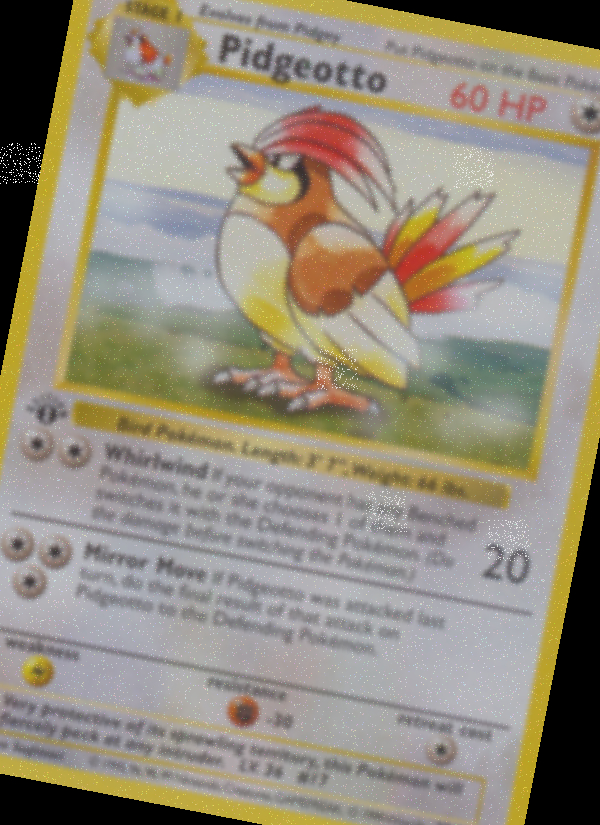 STAGE 1
Evolves from Pidgey
Put Pidgeotto on the Basic
Pidgeotto
60 HP
Bird Pokémon. Length: 3' 7", Weight: 66 lbs.
Whirlwind If your opponent has any Benched
Pokémon, he or she chooses 1 of them and
switches it with the Defending Pokémon. (Do
the damage before switching the Pokémon.)
20
Mirror Move If Pidgeotto was attacked last
turn, do the final result of that attack on
Pidgeotto to the Defending Pokémon.
weakness
resistance
-30
retreat cost
Very protective of its sprawling territory, this Pokémon will
fiercely peck at any intruder. LV. 36 #17